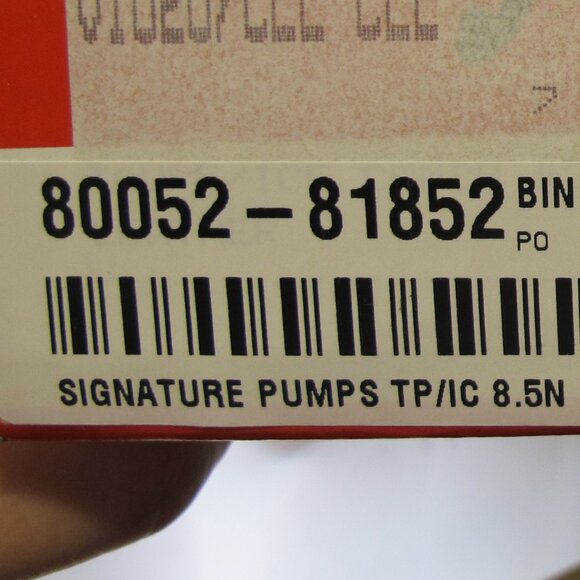 80052-81852 BIN
PO
SIGNATURE PUMPS TP/IC 8.5N